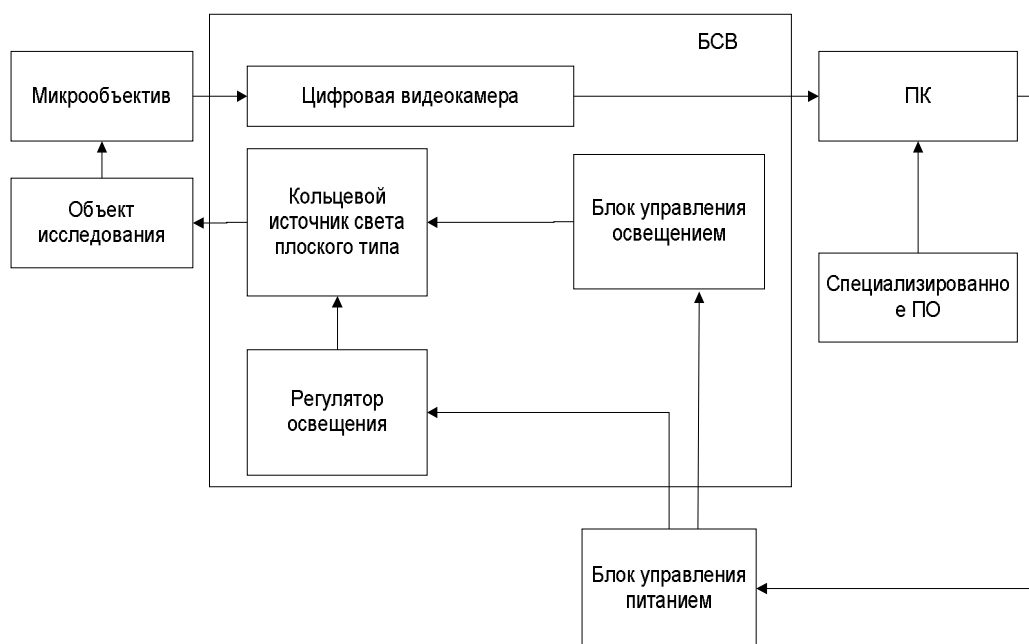 БСВ
Микрообъектив
Цифровая видеокамера
ПК
Объект
исследования
Кольцевой
источник света
плоского типа
Блок управления
освещением
Специализированно
е ПО
Регулятор
освещения
Блок управления
питанием